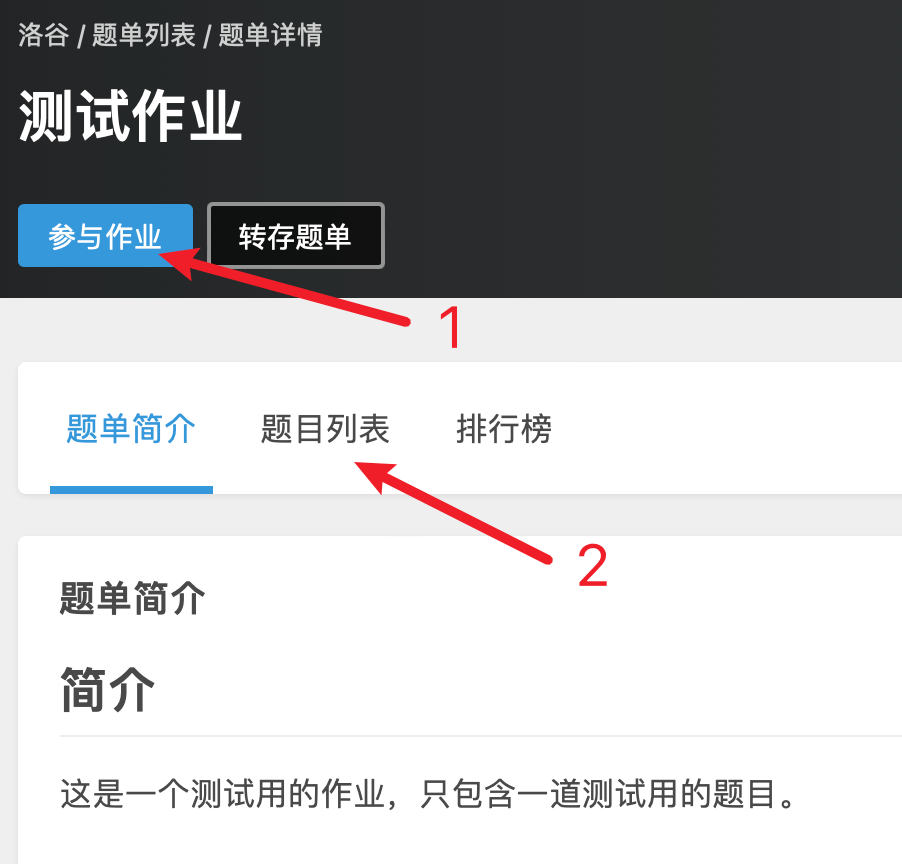 洛谷 / 题单列表 / 题单详情
测试作业
参与作业 转存题单
1
题单简介 题目列表 排行榜
2
题单简介
简介
这是一个测试用的作业，只包含一道测试用的题目。